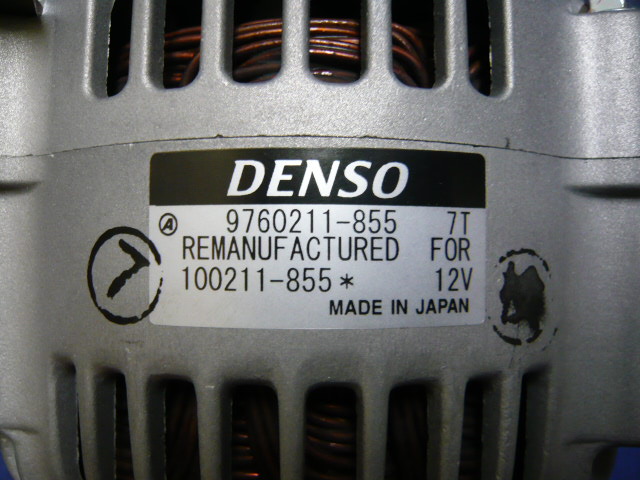 DENSO
Ⓐ 9760211-855 7T
REMANUFACTURED FOR
100211-855* 12V
MADE IN JAPAN